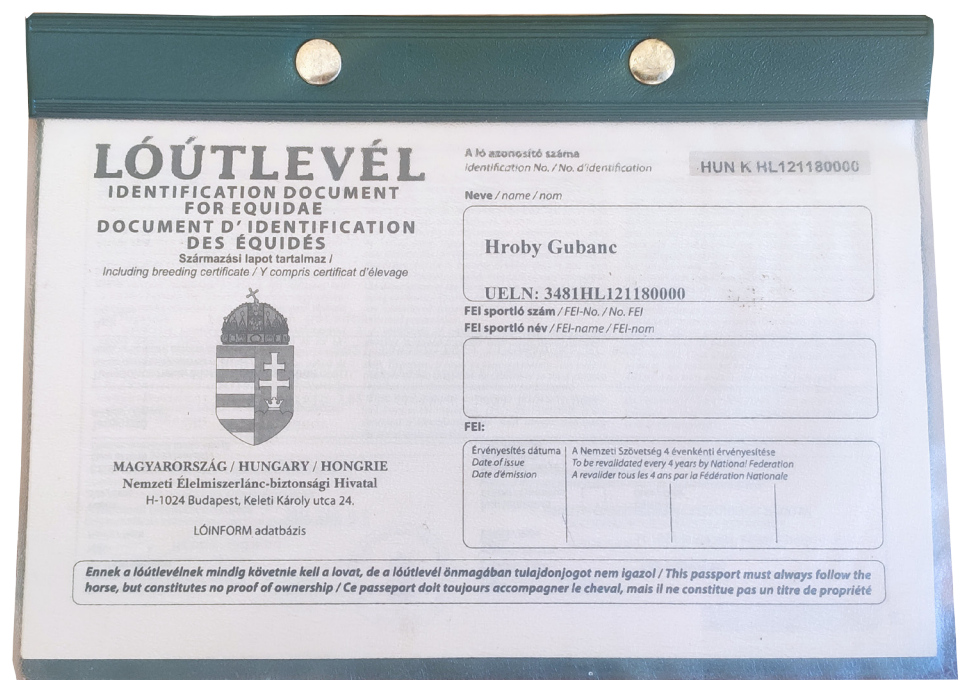 LÓÚTLEVÉL
IDENTIFICATION DOCUMENT
FOR EQUIDAE
DOCUMENT D' IDENTIFICATION
DES ÉQUIDÉS
Származási lapot tartalmaz /
Including breeding certificate / Y compris certificat d'élevage
MAGYARORSZÁG / HUNGARY / HONGRIE
Nemzeti Élelmiszerlánc-biztonsági Hivatal
H-1024 Budapest, Keleti Károly utca 24.
LÓINFORM adatbázis
A ló azonosító száma
Identification No. / No. d'identification
HUN K HL121180000
Neve / name / nom
Hroby Gubanc
UELN: 3481HL121180000
FEI sportló szám / FEI-No. / No. FEI
FEI sportló név / FEI-name / FEI-nom
FEI:
Érvényesítés dátuma
Date of issue
Date d'émission
A Nemzeti Szövetség 4 évenkénti érvényesítése
To be revalidated every 4 years by National Federation
A revalider tous les 4 ans par la Fédération Nationale
Ennek a lóútlevélnek mindig követnie kell a lovat, de a lóútlevél önmagában tulajdonjogot nem igazol / This passport must always follow the
horse, but constitutes no proof of ownership / Ce passeport doit toujours accompagner le cheval, mais il ne constitue pas un titre de propriété